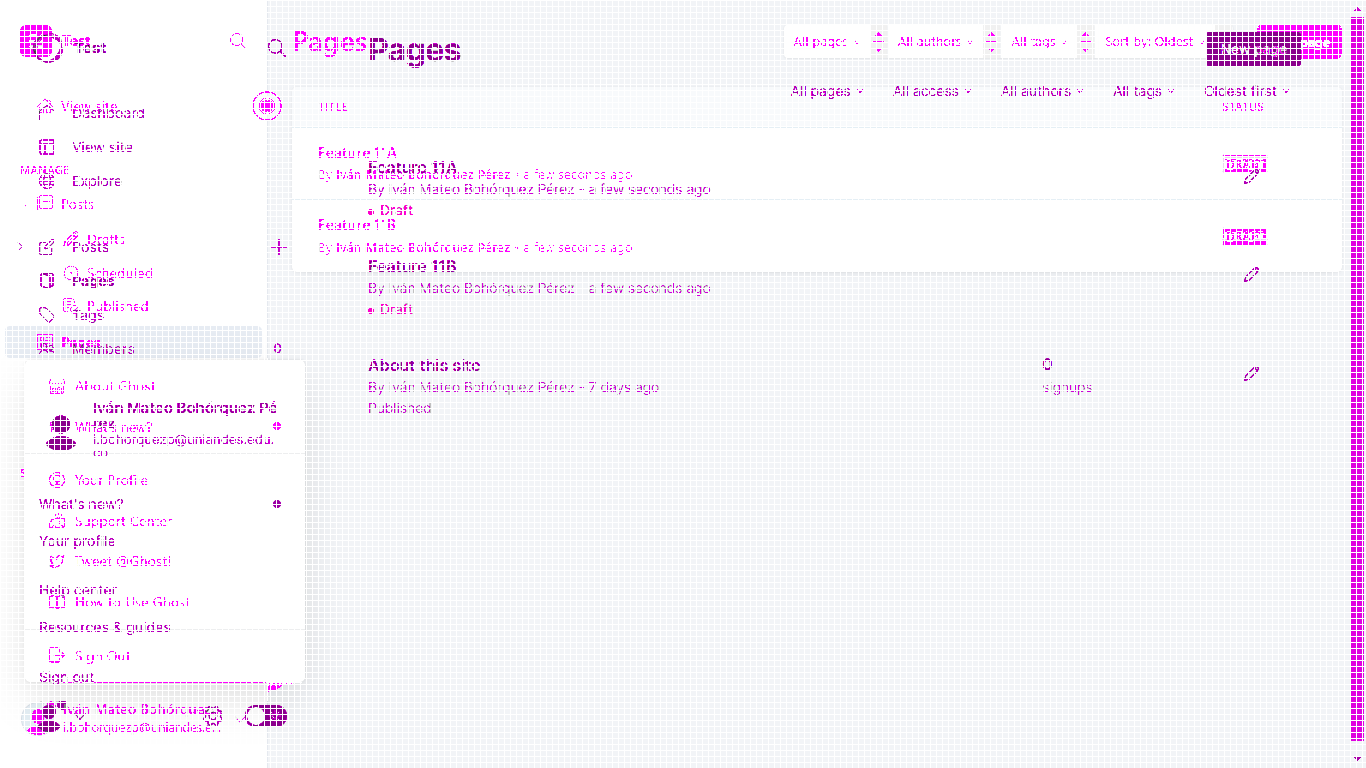 Test
Pages
Pages
All pages
All authors
All tags
Sort by: Oldest
View site
Dashboard
All pages
All access
All authors
All tags
Oldest first
TITLE
STATUS
View site
MANAGE
Explore
Posts
Feature 11A
Feature 11A
By Iván Mateo Bohórquez Pérez - a few seconds ago
DRAFT
By Iván Mateo Bohórquez Pérez - a few seconds ago
Draft
Feature 11B
DRAFT
By Iván Mateo Bohórquez Pérez - a few seconds ago
Drafts
Posts
Feature 11B
Scheduled
Pages
By Iván Mateo Bohórquez Pérez - a few seconds ago
Published
Draft
Tags
Pages
Members
About this site
0
By Iván Mateo Bohórquez Pérez - 7 days ago
signups
Published
About Ghost
Iván Mateo Bohórquez Pé
What's new?
i.bohorquezo@uniandes.edu.
co
Your Profile
What's new?
Support Center
Your profile
Tweet @Ghost!
Help center
How to Use Ghost
Resources & guides
Sign Out
Sign out
Iván Mateo Bohórquez
i.bohorquezo@uniandes.e...